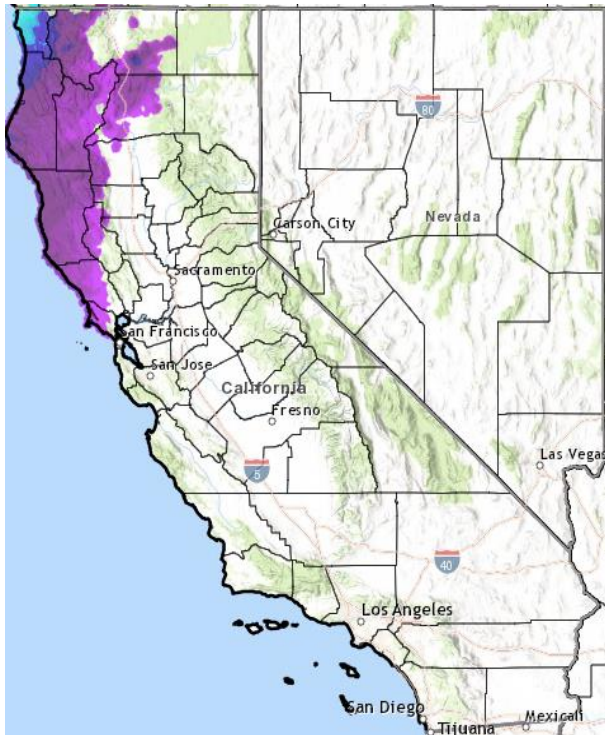 80
Nevada
Carson City
Sacramento
San Francisco
San Jose
California
Fresno
Las Vegas
5
40
Los Angeles
San Diego
Mexicali
Tijuana